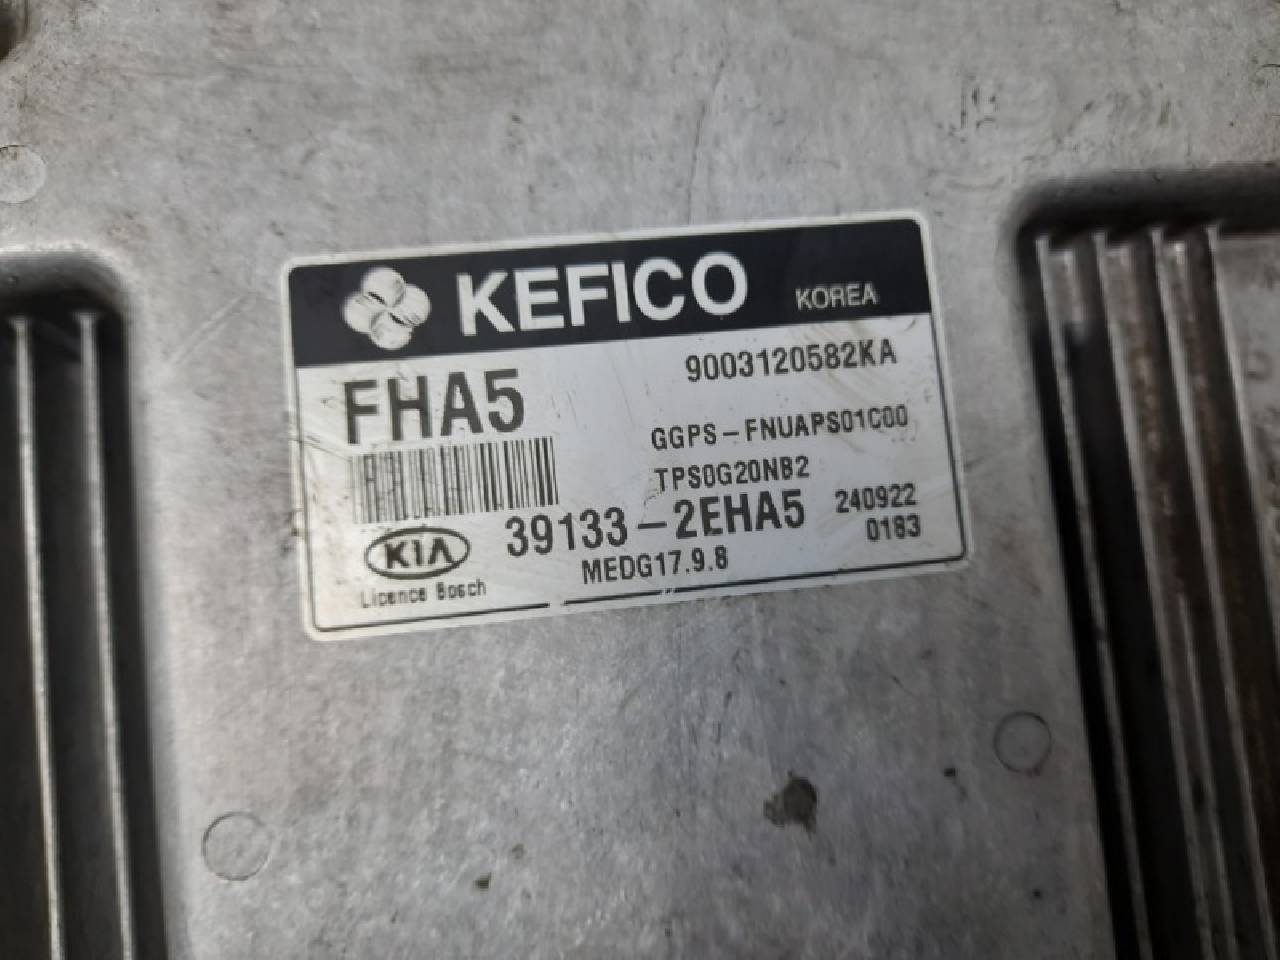 KEFICO KOREA
FHA5 9003120582KA
GGPS-FNUAPS01C00
TPS0G20NB2
KIA 39133-2EHA5 240922
MEDG17.9.8 0183
Licence Bosch